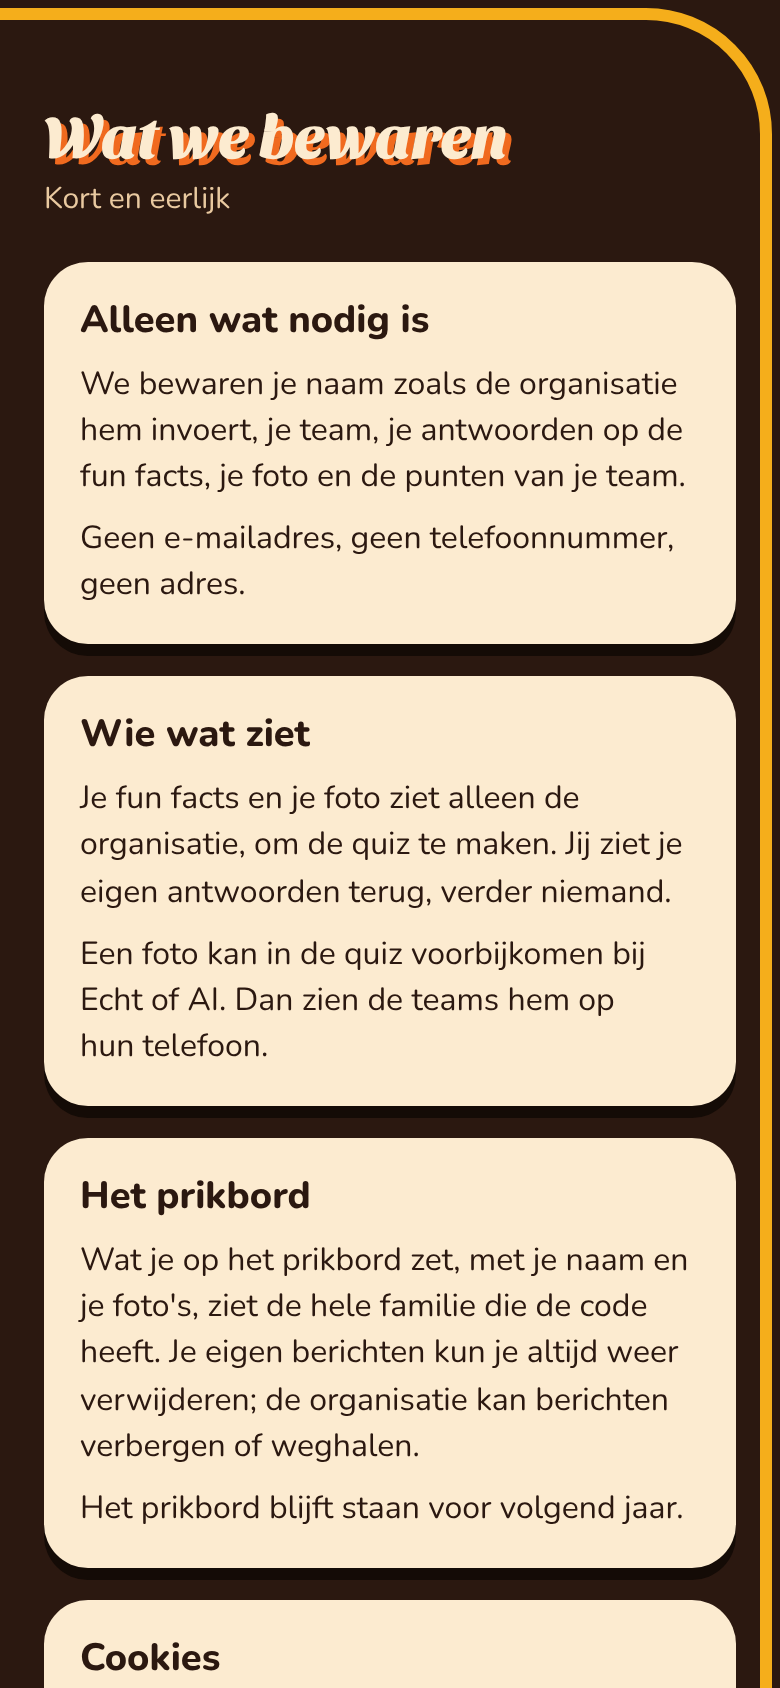 Wat we bewaren
Kort en eerlijk
Alleen wat nodig is
We bewaren je naam zoals de organisatie
hem invoert, je team, je antwoorden op de
fun facts, je foto en de punten van je team.
Geen e-mailadres, geen telefoonnummer,
geen adres.
Wie wat ziet
Je fun facts en je foto ziet alleen de
organisatie, om de quiz te maken. Jij ziet je
eigen antwoorden terug, verder niemand.
Een foto kan in de quiz voorbijkomen bij
Echt of AI. Dan zien de teams hem op
hun telefoon.
Het prikbord
Wat je op het prikbord zet, met je naam en
je foto's, ziet de hele familie die de code
heeft. Je eigen berichten kun je altijd weer
verwijderen; de organisatie kan berichten
verbergen of weghalen.
Het prikbord blijft staan voor volgend jaar.
Cookies